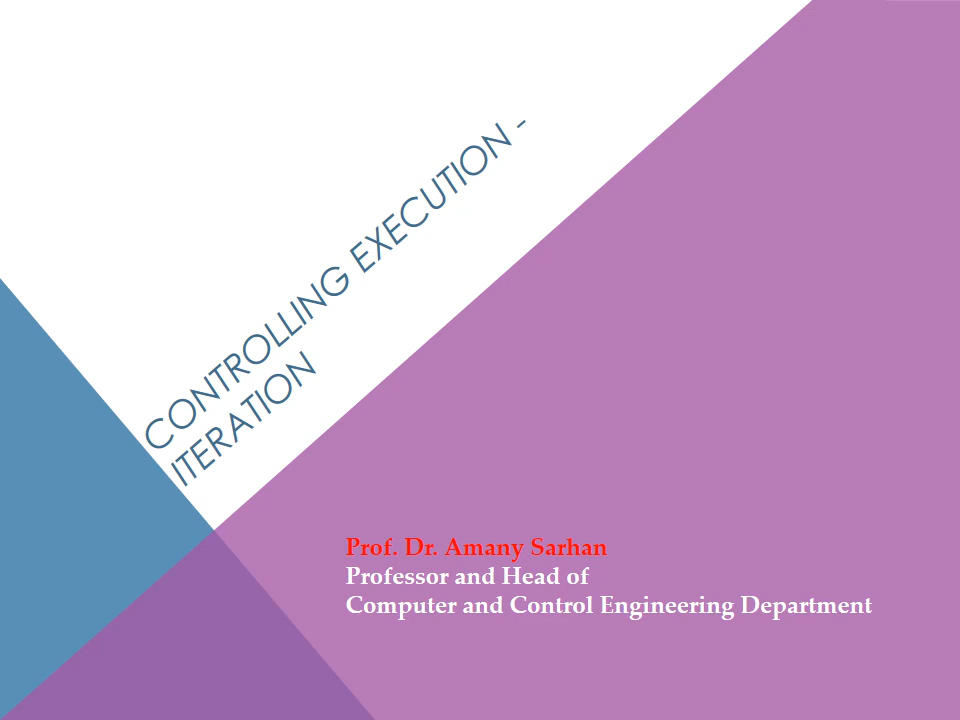 CONTROLLING EXECUTION -
ITERATION
Prof. Dr. Amany Sarhan
Professor and Head of
Computer and Control Engineering Department